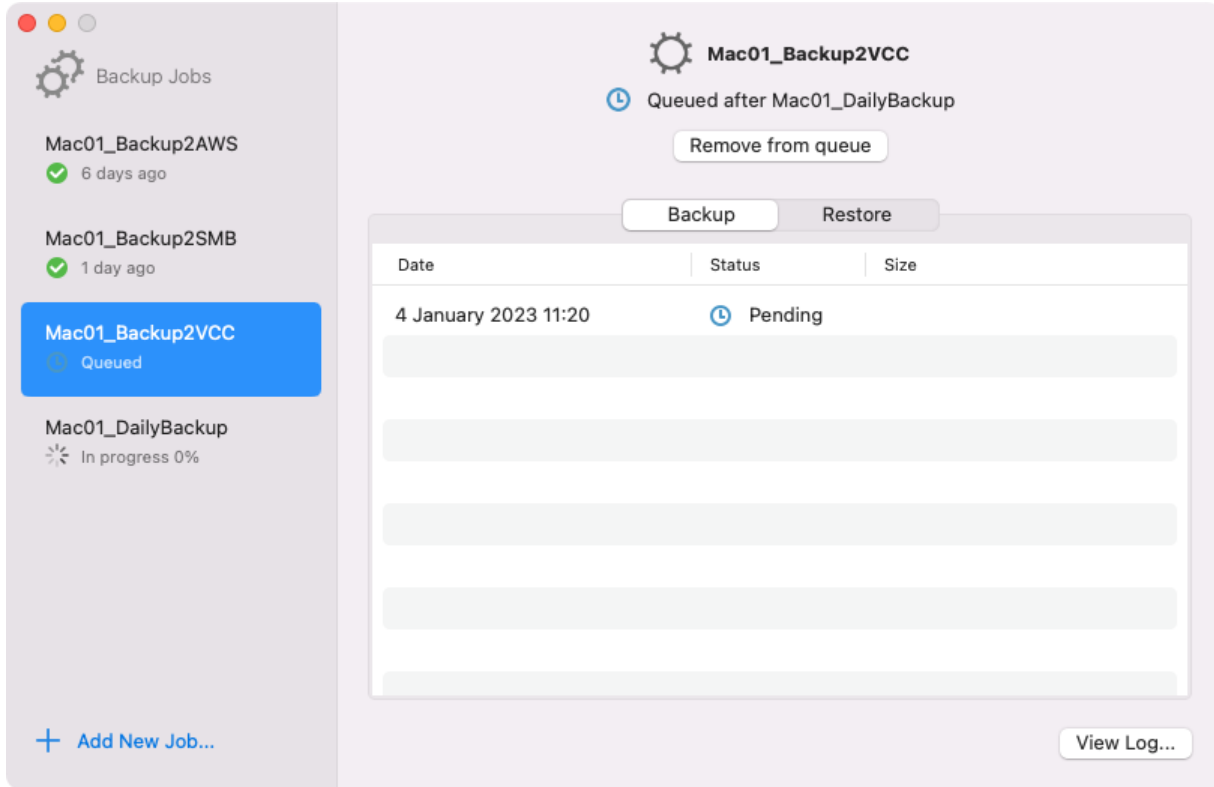 Backup Jobs
Mac01_Backup2AWS
6 days ago
Mac01_Backup2SMB
1 day ago
Mac01_Backup2VCC
Queued
Mac01_DailyBackup
In progress 0%
Add New Job...
Mac01_Backup2VCC
Queued after Mac01_DailyBackup
Remove from queue
Backup Restore
Date Status Size
4 January 2023 11:20 Pending
View Log...